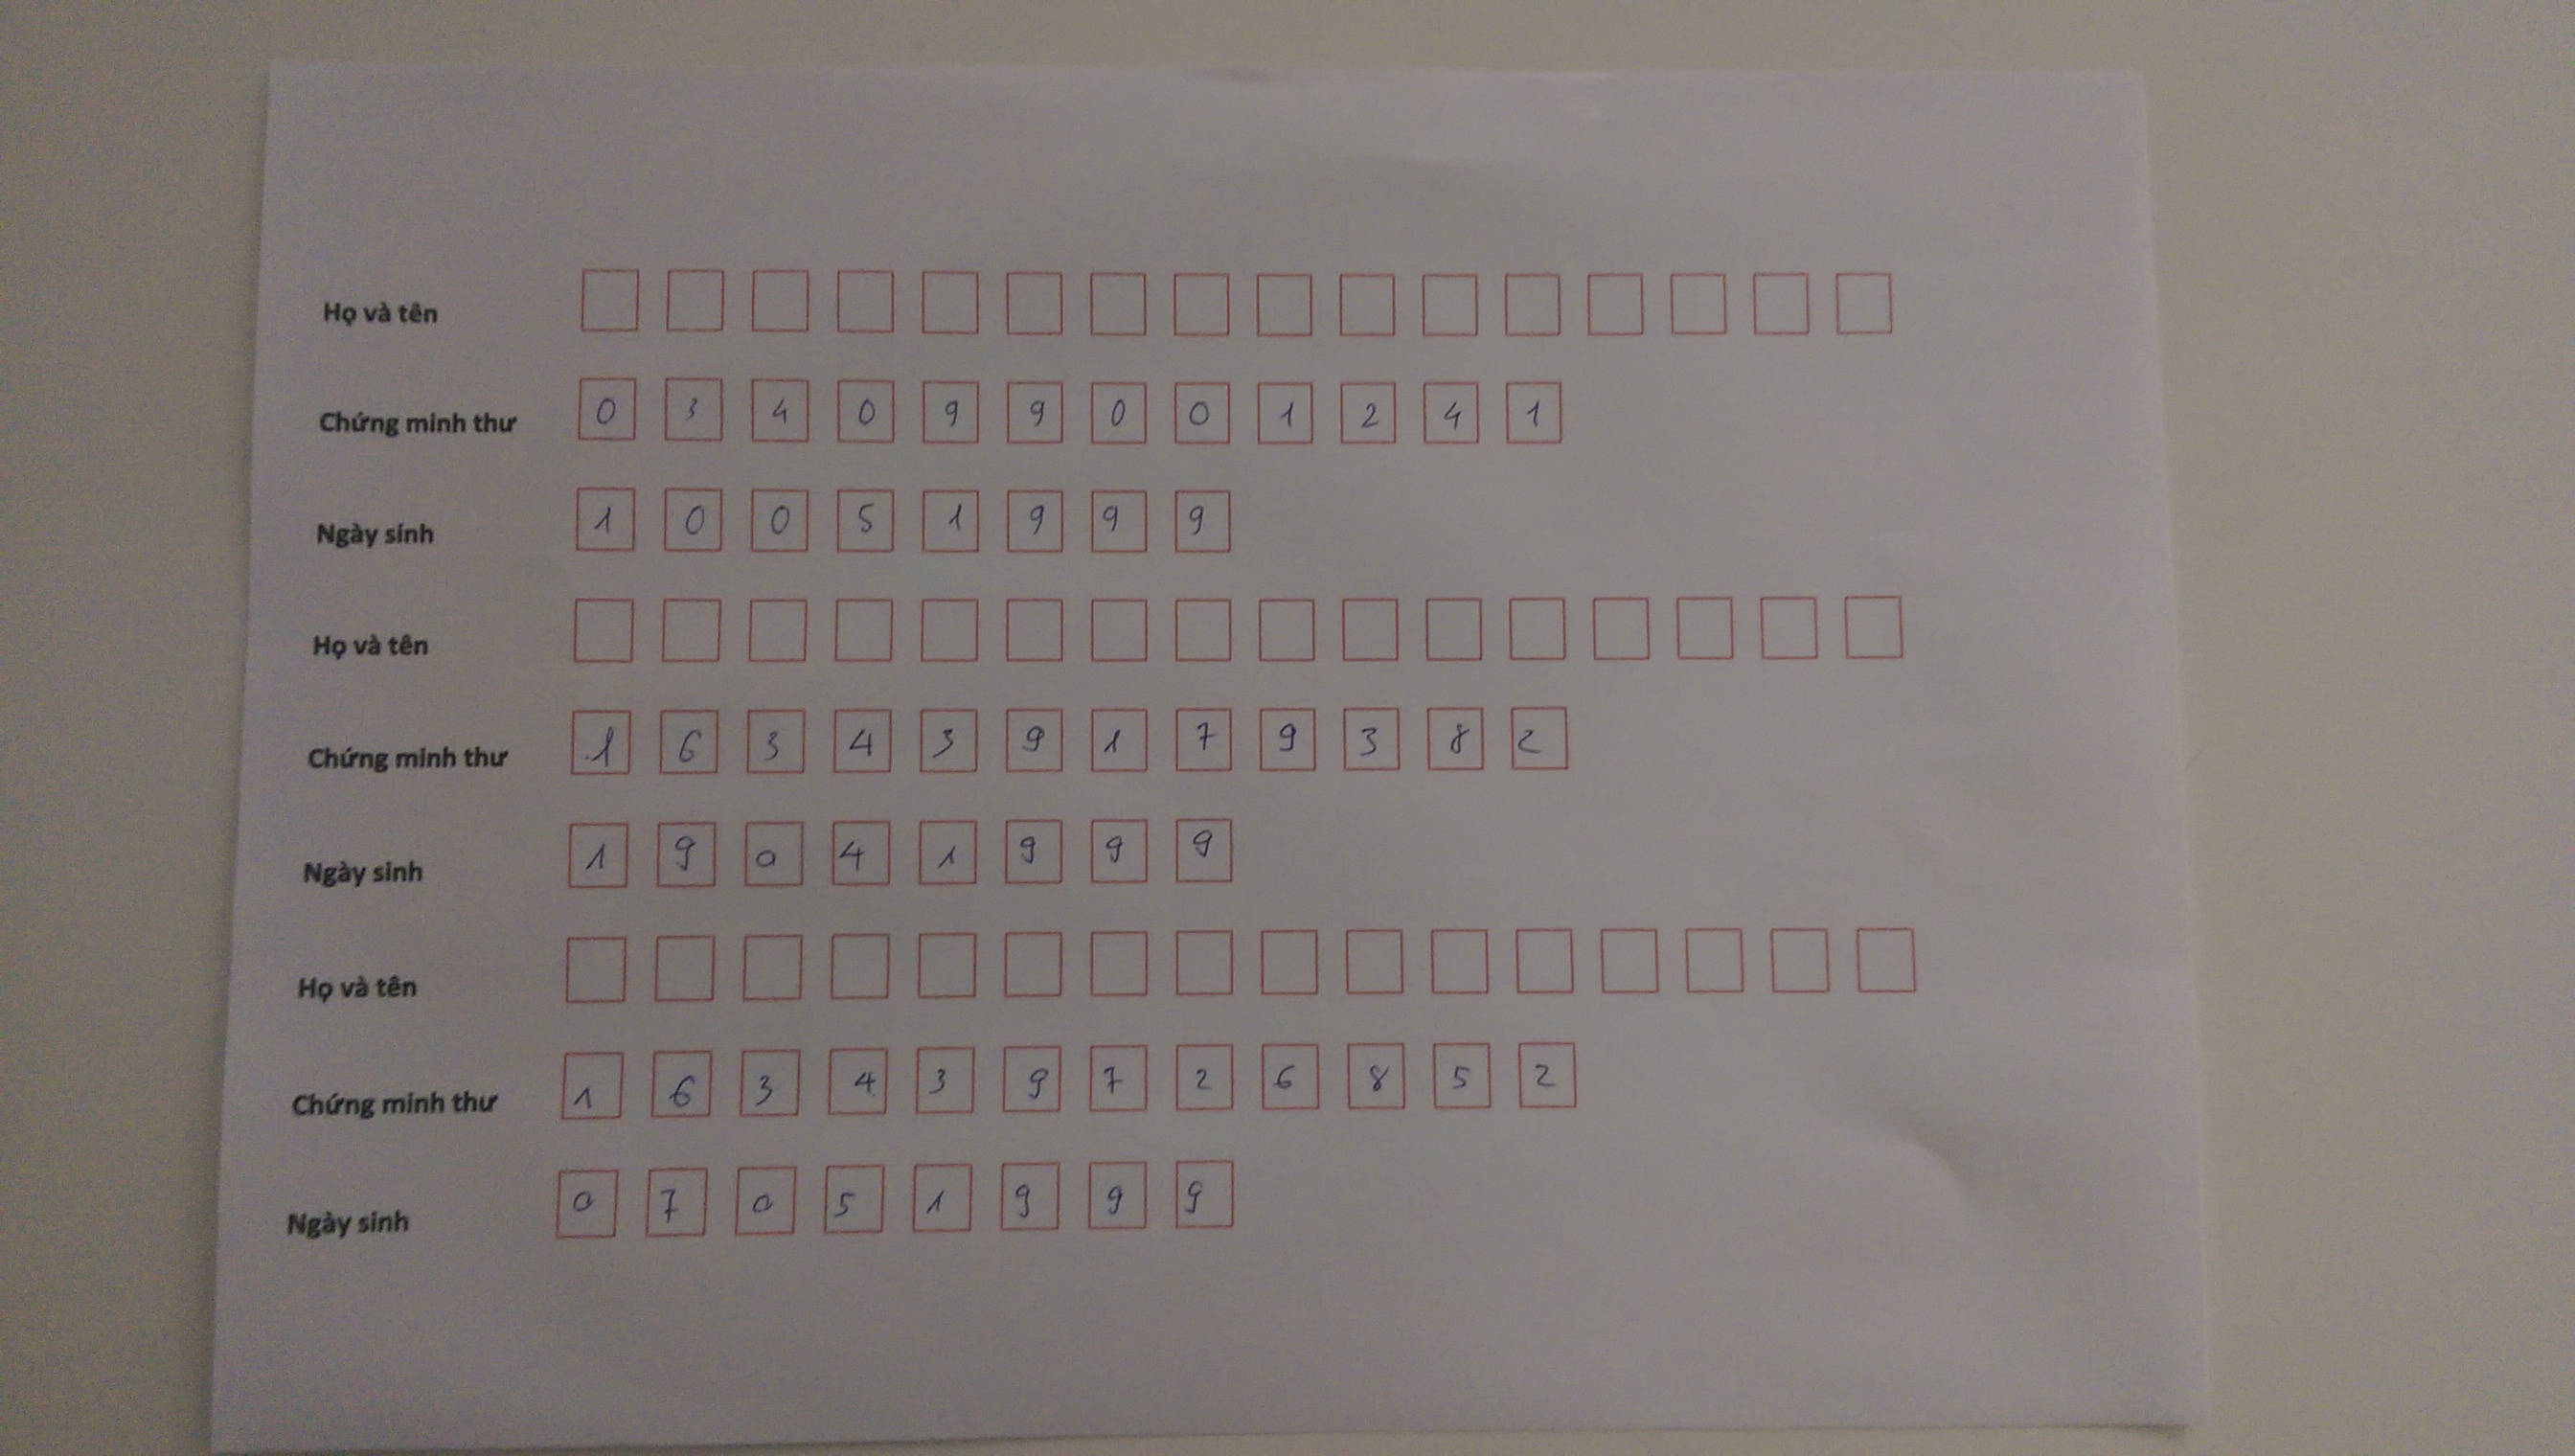 Họ và tên
Chứng minh thư 0 3 4 0 9 9 0 0 1 2 4 1
Ngày sinh 1 0 0 5 1 9 9 9
Họ và tên
Chứng minh thư 1 6 3 4 3 9 1 7 9 3 8 2
Ngày sinh 1 9 0 4 1 9 9 9
Họ và tên
Chứng minh thư 1 6 3 4 3 9 7 2 6 8 5 2
Ngày sinh 0 7 0 5 1 9 9 9